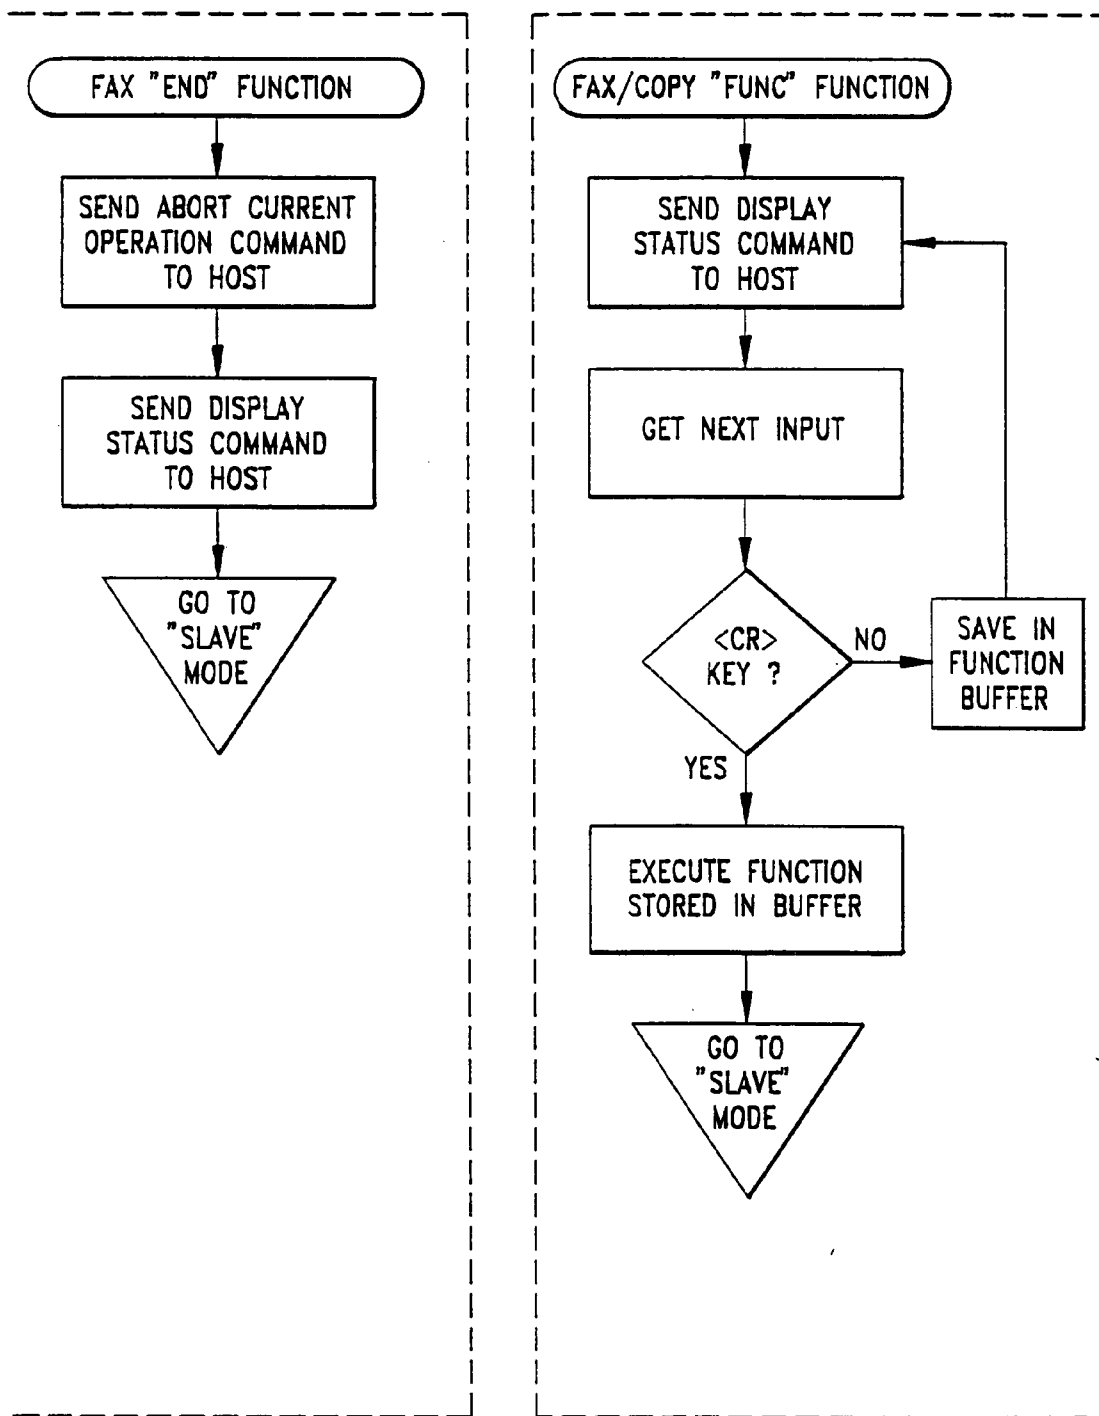 FAX "END" FUNCTION
SEND ABORT CURRENT
OPERATION COMMAND
TO HOST
SEND DISPLAY
STATUS COMMAND
TO HOST
GO TO
"SLAVE"
MODE
FAX/COPY "FUNC" FUNCTION
SEND DISPLAY
STATUS COMMAND
TO HOST
GET NEXT INPUT
<CR>
KEY ?
NO
SAVE IN
FUNCTION
BUFFER
YES
EXECUTE FUNCTION
STORED IN BUFFER
GO TO
"SLAVE"
MODE